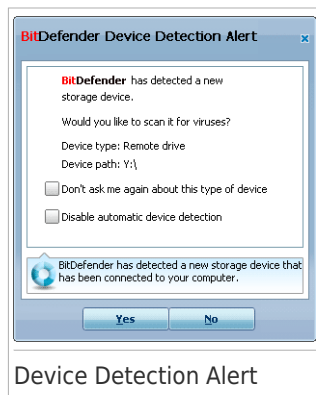 BitDefender Device Detection Alert
x
BitDefender has detected a new
storage device.
Would you like to scan it for viruses?
Device type: Remote drive
Device path: Y:\
Don't ask me again about this type of device
Disable automatic device detection
BitDefender has detected a new storage device that
has been connected to your computer.
Yes No
Device Detection Alert